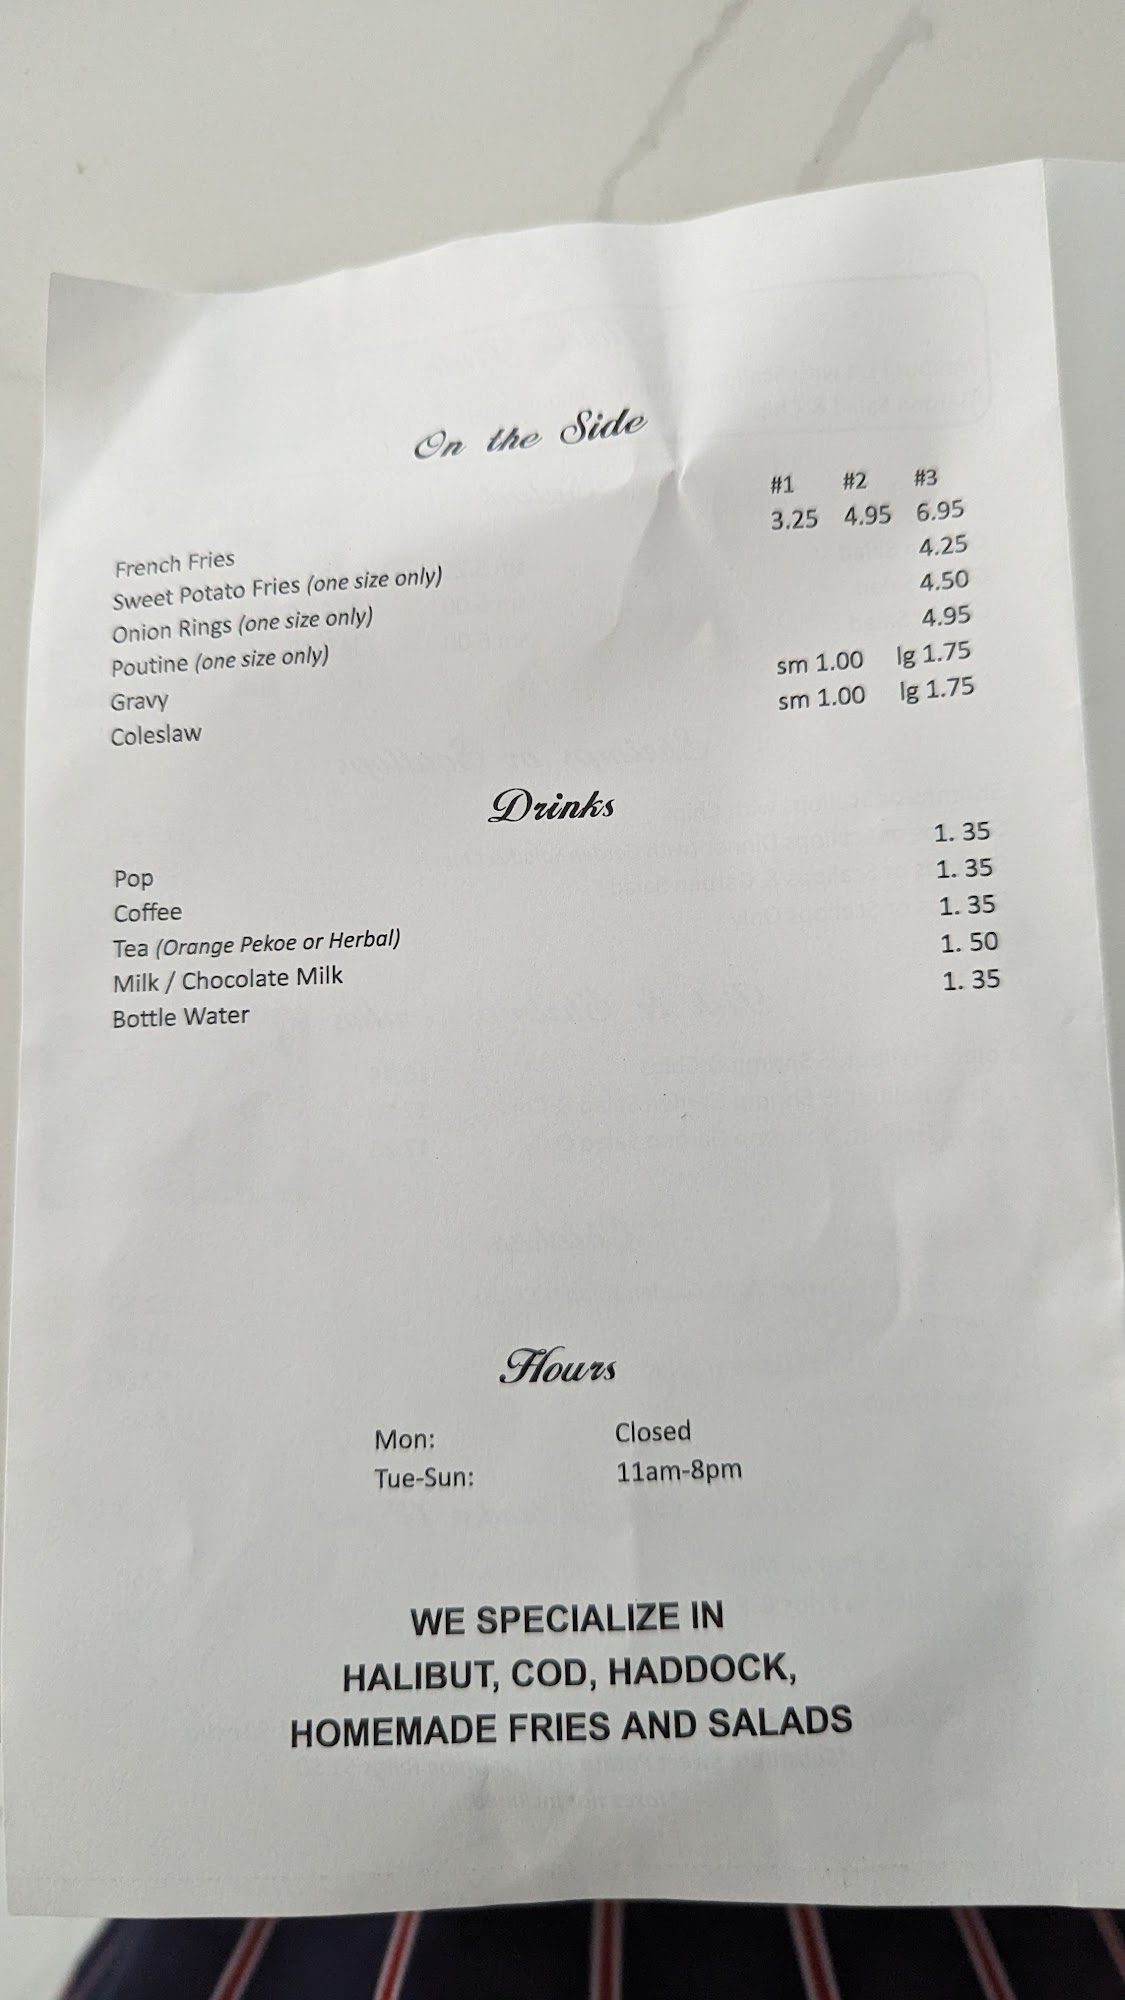 On the Side
#1 #2 #3
French Fries 3.25 4.95 6.95
Sweet Potato Fries (one size only) 4.25
Onion Rings (one size only) 4.50
Poutine (one size only) 4.95
Gravy sm 1.00 lg 1.75
Coleslaw sm 1.00 lg 1.75
Drinks
Pop 1. 35
Coffee 1. 35
Tea (Orange Pekoe or Herbal) 1. 35
Milk / Chocolate Milk 1. 50
Bottle Water 1. 35
Hours
Mon: Closed
Tue-Sun: 11am-8pm
WE SPECIALIZE IN
HALIBUT, COD, HADDOCK,
HOMEMADE FRIES AND SALADS